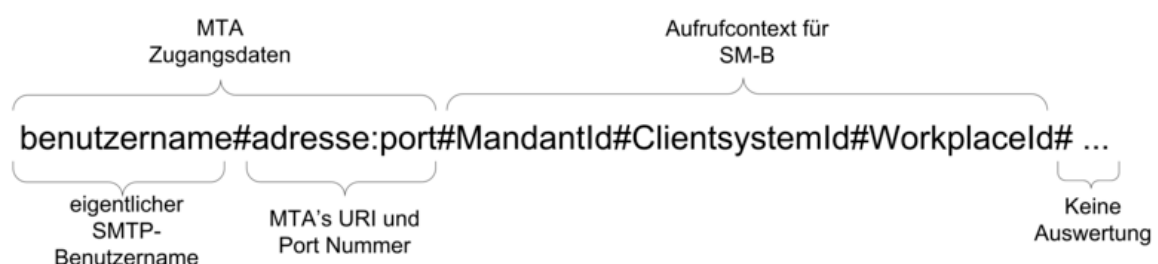 MTA
Zugangsdaten
Aufrufcontext für
SM-B
benutzername#adresse:port#MandantId#ClientsystemId#WorkplaceId# ...
eigentlicher
SMTP-
Benutzername
MTA's URI und
Port Nummer
Keine
Auswertung